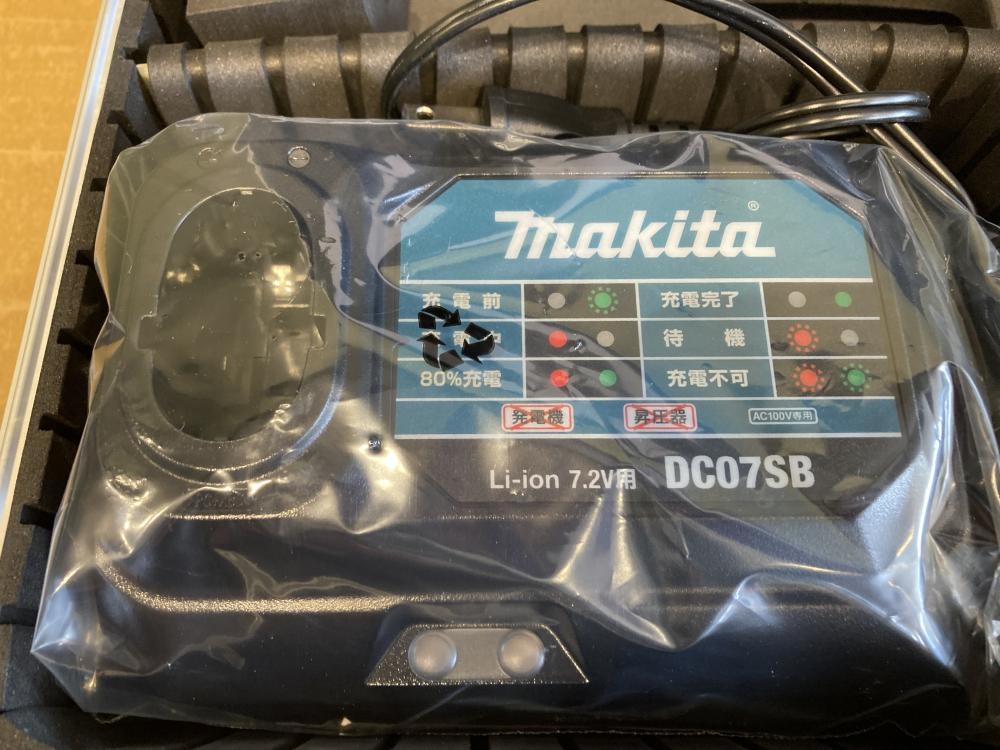 makita®
充電前 充電完了
電中 待機
80%充電 充電不可
発電機 昇圧器 AC100V専用
Li-ion 7.2V用 DC07SB